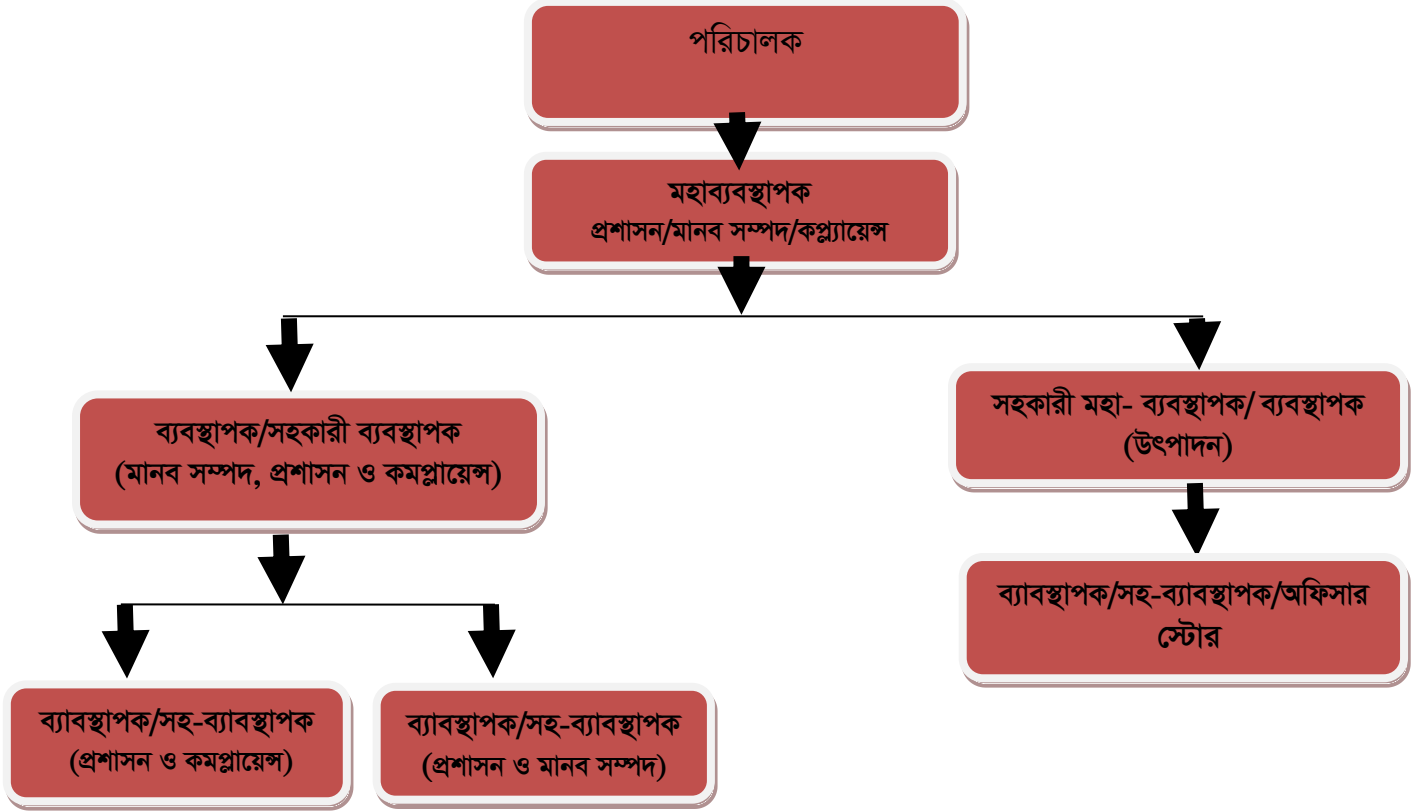 পরিচালক
মহাব্যবস্থাপক
প্রশাসন/মানব সম্পদ/কপ্ল্যায়েন্স
ব্যবস্থাপক/সহকারী ব্যবস্থাপক
(মানব সম্পদ, প্রশাসন ও কমপ্লায়েন্স)
সহকারী মহা- ব্যবস্থাপক/ ব্যবস্থাপক
(উৎপাদন)
ব্যাবস্থাপক/সহ-ব্যাবস্থাপক/অফিসার
স্টোর
ব্যাবস্থাপক/সহ-ব্যাবস্থাপক
(প্রশাসন ও কমপ্লায়েন্স)
ব্যাবস্থাপক/সহ-ব্যাবস্থাপক
(প্রশাসন ও মানব সম্পদ)